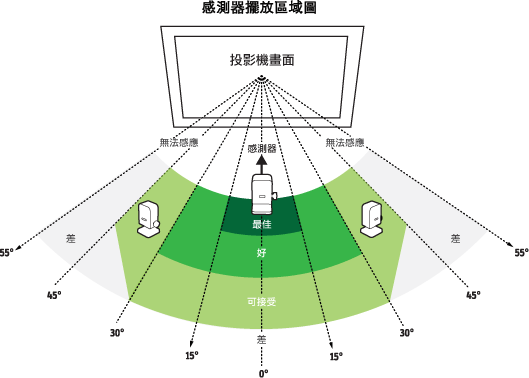 感測器擺放區域圖
投影機畫面
無法感應
感測器
無法感應
最佳
差
好
差
可接受
差
55°
45°
30°
15°
0°
15°
30°
45°
55°